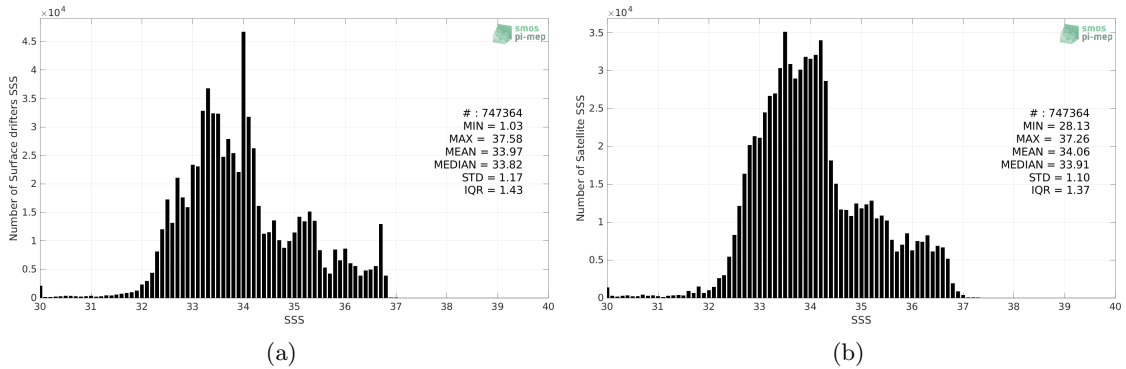 ×10⁴
4.5
4
3.5
3
2.5
2
1.5
1
0.5
0
Number of Surface drifters SSS
30 31 32 33 34 35 36 37 38 39 40
SSS
smos
pi-mep
# : 747364
MIN = 1.03
MAX = 37.58
MEAN = 33.97
MEDIAN = 33.82
STD = 1.17
IQR = 1.43
(a)
×10⁴
3.5
3
2.5
2
1.5
1
0.5
0
Number of Satellite SSS
30 31 32 33 34 35 36 37 38 39 40
SSS
smos
pi-mep
# : 747364
MIN = 28.13
MAX = 37.26
MEAN = 34.06
MEDIAN = 33.91
STD = 1.10
IQR = 1.37
(b)